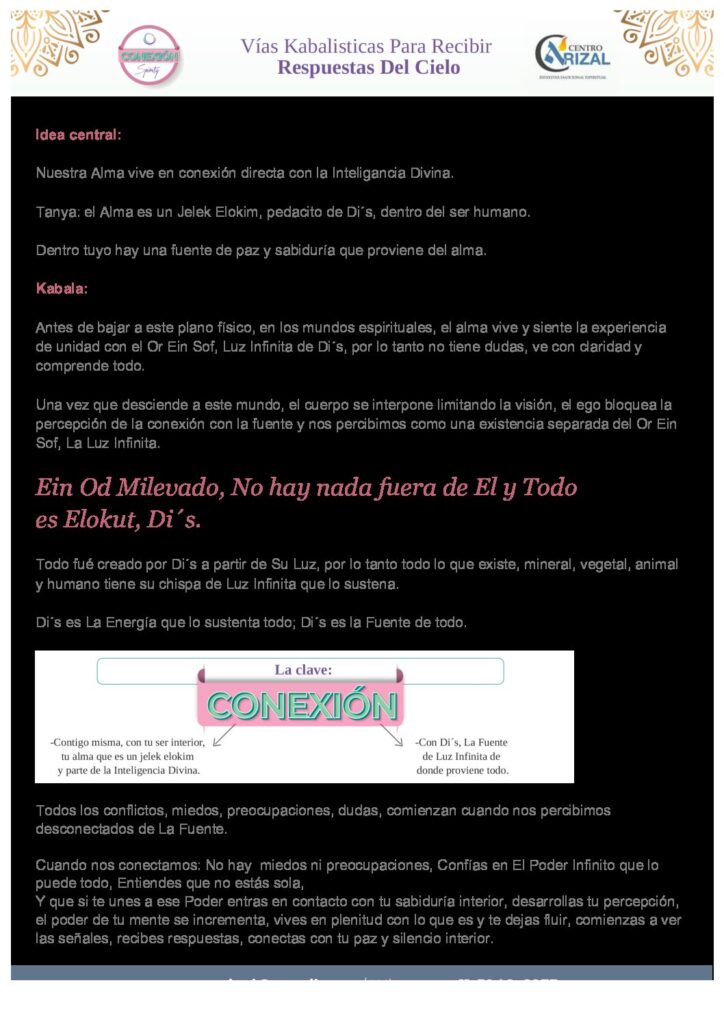 CONEXIÓN
Spirity
Vías Kabalisticas Para Recibir
Respuestas Del Cielo
CENTRO
ARIZAL
BIENESTAR EMOCIONAL ESPIRITUAL
Idea central:
Nuestra Alma vive en conexión directa con la Inteligancia Divina.
Tanya: el Alma es un Jelek Elokim, pedacito de Di´s, dentro del ser humano.
Dentro tuyo hay una fuente de paz y sabiduría que proviene del alma.
Kabala:
Antes de bajar a este plano físico, en los mundos espirituales, el alma vive y siente la experiencia
de unidad con el Or Ein Sof, Luz Infinita de Di´s, por lo tanto no tiene dudas, ve con claridad y
comprende todo.
Una vez que desciende a este mundo, el cuerpo se interpone limitando la visión, el ego bloquea la
percepción de la conexión con la fuente y nos percibimos como una existencia separada del Or Ein
Sof, La Luz Infinita.
Ein Od Milevado, No hay nada fuera de El y Todo
es Elokut, Di´s.
Todo fué creado por Di´s a partir de Su Luz, por lo tanto todo lo que existe, mineral, vegetal, animal
y humano tiene su chispa de Luz Infinita que lo sustena.
Di´s es La Energía que lo sustenta todo; Di´s es la Fuente de todo.
La clave:
CONEXIÓN
-Contigo misma, con tu ser interior,
tu alma que es un jelek elokim
y parte de la Inteligencia Divina.
-Con Di´s, La Fuente
de Luz Infinita de
donde proviene todo.
Todos los conflictos, miedos, preocupaciones, dudas, comienzan cuando nos percibimos
desconectados de La Fuente.
Cuando nos conectamos: No hay  miedos ni preocupaciones, Confías en El Poder Infinito que lo
puede todo, Entiendes que no estás sola,
Y que si te unes a ese Poder entras en contacto con tu sabiduría interior, desarrollas tu percepción,
el poder de tu mente se incrementa, vives en plenitud con lo que es y te dejas fluir, comienzas a ver
las señales, recibes respuestas, conectas con tu paz y silencio interior.